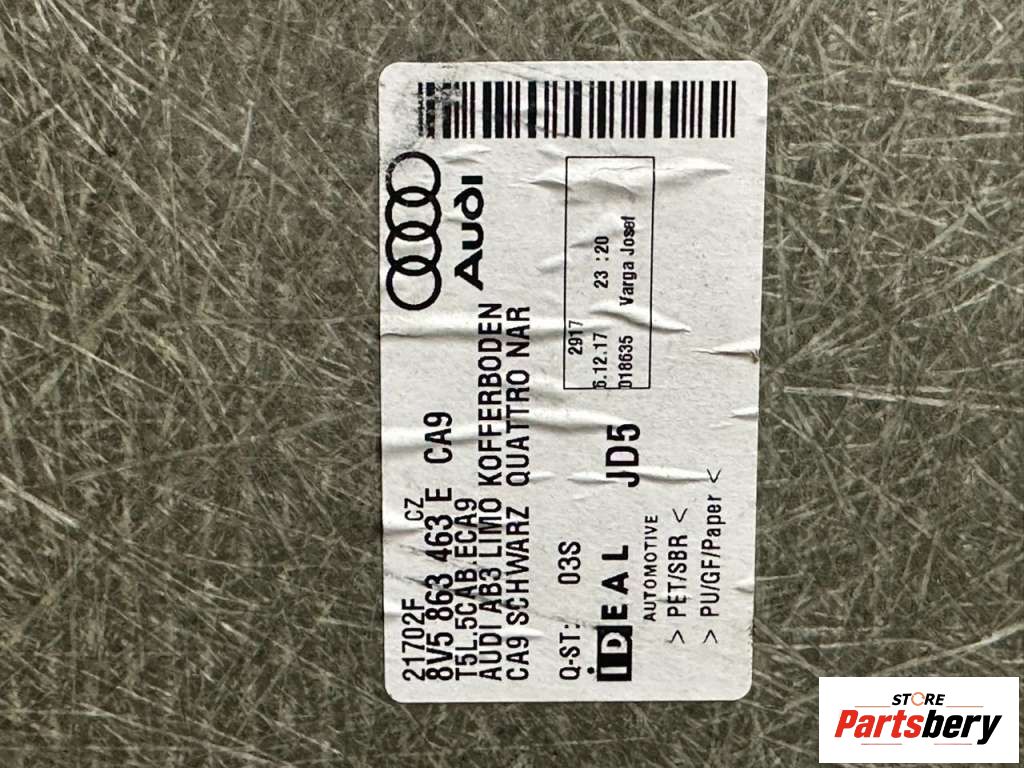 21702F CZ
8V5 863 463 E CA9
T5L.5CAB.ECA9
AUDI AB3 LIMO KOFFERBODEN
CA9 SCHWARZ QUATTRO NAR
Audi
Q-ST: 03S
iDEAL JD5
AUTOMOTIVE
> PET/SBR <
> PU/GF/Paper <
2917
6.12.17 23 :20
018635 Varga Josef
STORE
Partsbery